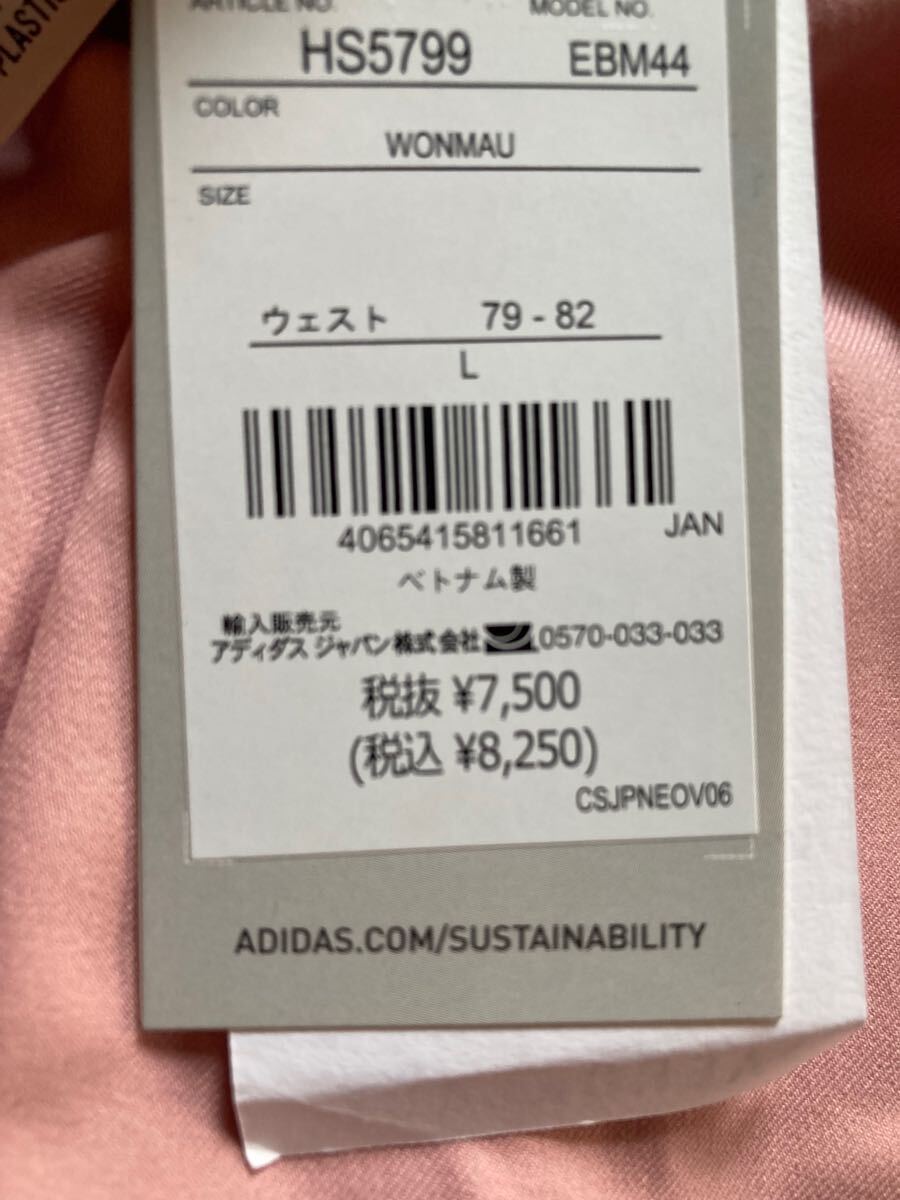 PLASTIC
ARTICLE NO. MODEL NO.
HS5799 EBM44
COLOR
WONMAU
SIZE
ウェスト 79 - 82
L
4065415811661 JAN
ベトナム製
輸入販売元
アディダス ジャパン株式会社 0570-033-033
税抜 ¥7,500
(税込 ¥8,250)
CSJPNEOV06
ADIDAS.COM/SUSTAINABILITY